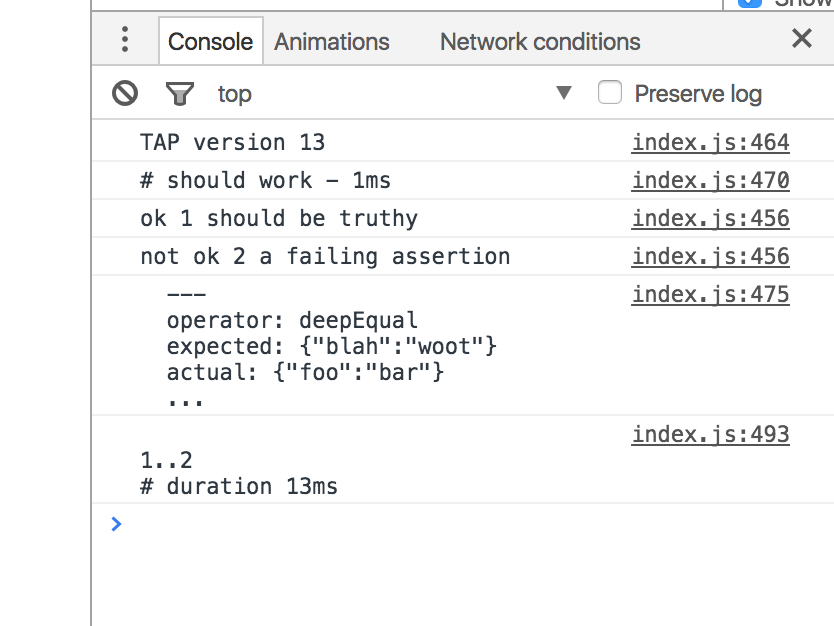 Show
Console Animations Network conditions
top Preserve log
TAP version 13 index.js:464
# should work – 1ms index.js:470
ok 1 should be truthy index.js:456
not ok 2 a failing assertion index.js:456
--- index.js:475
operator: deepEqual
expected: {"blah":"woot"}
actual: {"foo":"bar"}
...
index.js:493
1..2
# duration 13ms